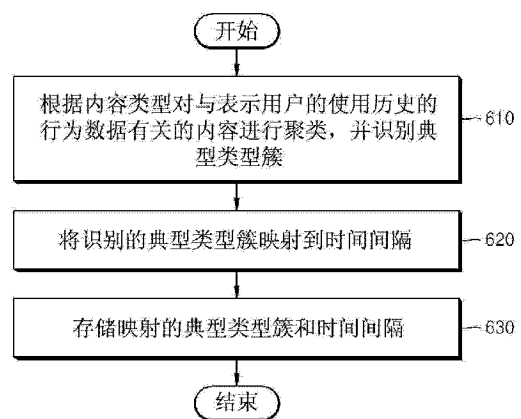 开始
根据内容类型对与表示用户的使用历史的
行为数据有关的内容进行聚类，并识别典
型类型簇
610
将识别的典型类型簇映射到时间间隔
620
存储映射的典型类型簇和时间间隔
630
结束